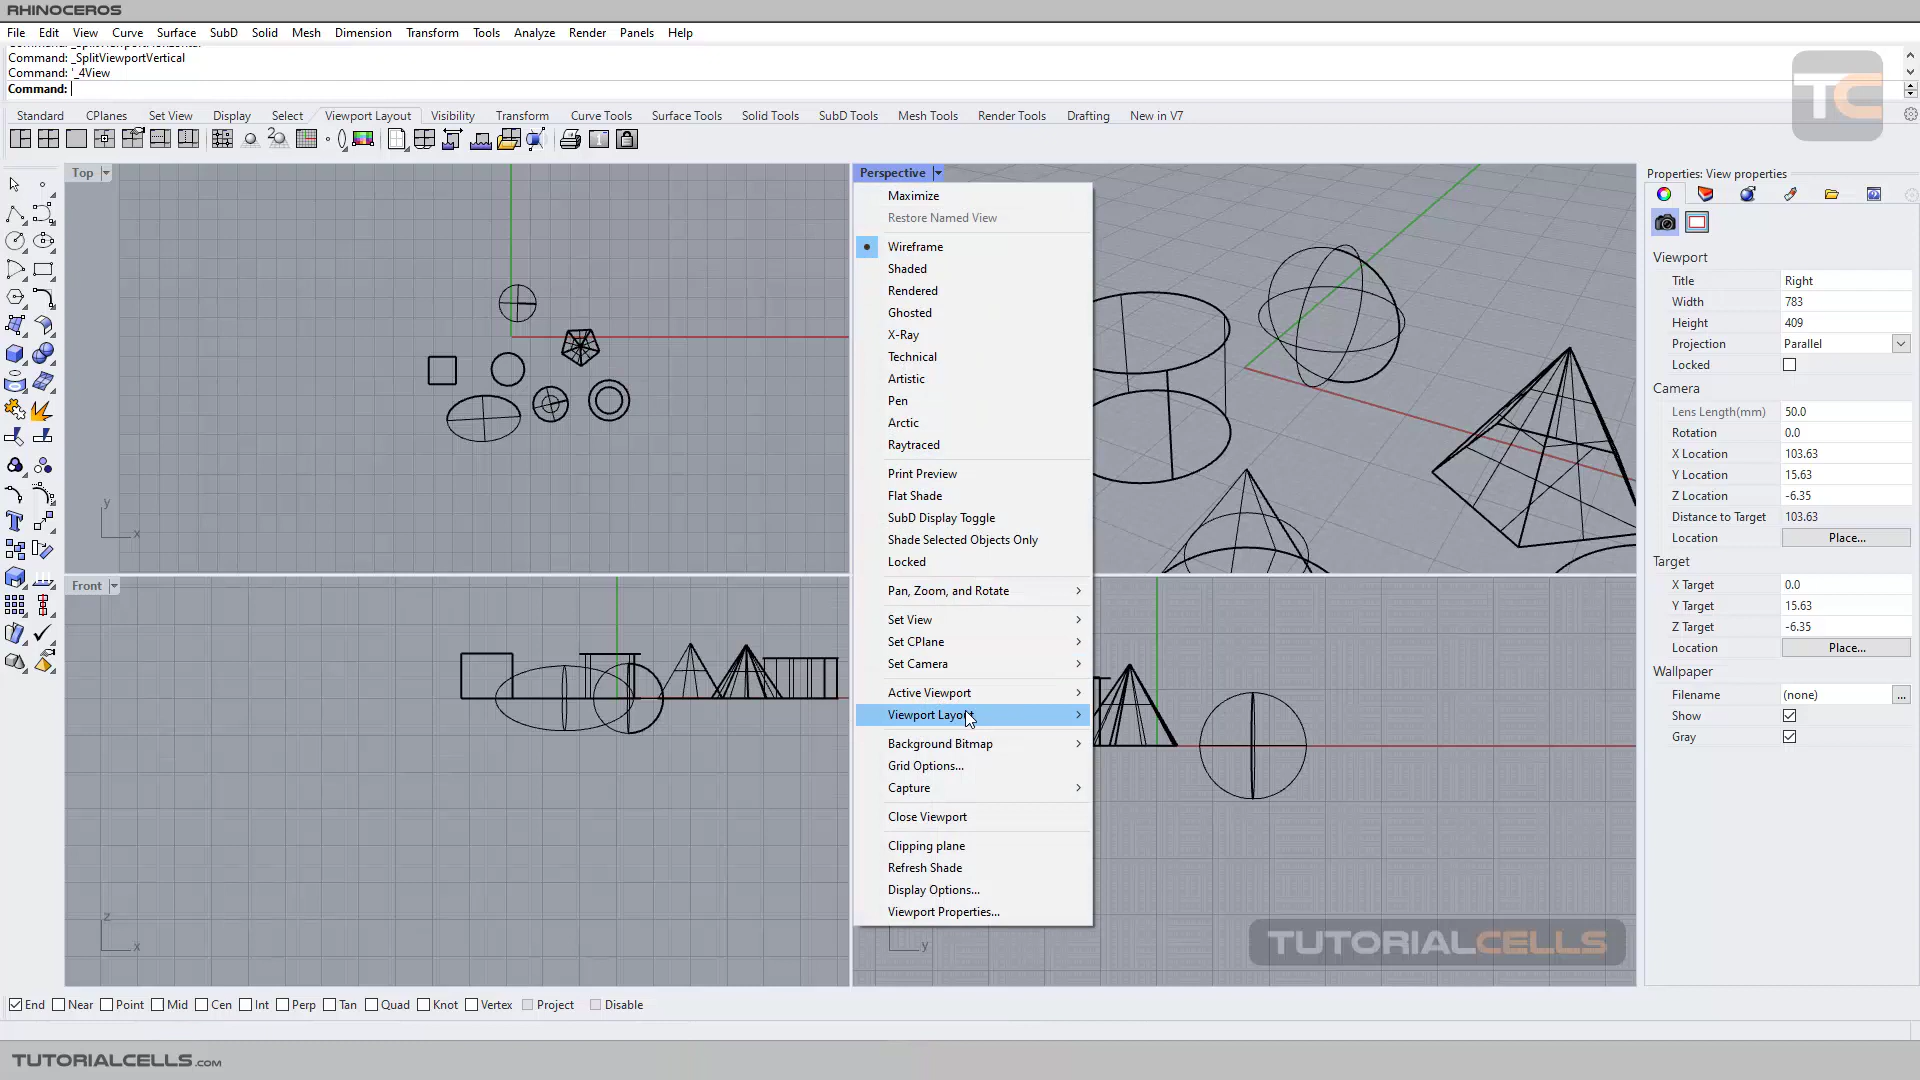 RHINOCEROS
File Edit View Curve Surface SubD Solid Mesh Dimension Transform Tools Analyze Render Panels Help
Command: _SplitViewportVertical
Command: '_4View
Command:
TC
Standard CPlanes Set View Display Select Viewport Layout Visibility Transform Curve Tools Surface Tools Solid Tools SubD Tools Mesh Tools Render Tools Drafting New in V7
Top
y
x
Front
z
x
Perspective
Maximize
Restore Named View
Wireframe
Shaded
Rendered
Ghosted
X-Ray
Technical
Artistic
Pen
Arctic
Raytraced
Print Preview
Flat Shade
SubD Display Toggle
Shade Selected Objects Only
Locked
Pan, Zoom, and Rotate
Set View
Set CPlane
Set Camera
Active Viewport
Viewport Layout
Background Bitmap
Grid Options...
Capture
Close Viewport
Clipping plane
Refresh Shade
Display Options...
Viewport Properties...
y
TUTORIALCELLS
Properties: View properties
Viewport
Title Right
Width 783
Height 409
Projection Parallel
Locked
Camera
Lens Length(mm) 50.0
Rotation 0.0
X Location 103.63
Y Location 15.63
Z Location -6.35
Distance to Target 103.63
Location Place...
Target
X Target 0.0
Y Target 15.63
Z Target -6.35
Location Place...
Wallpaper
Filename (none) ...
Show
Gray
End Near Point Mid Cen Int Perp Tan Quad Knot Vertex Project Disable
TUTORIALCELLS.COM